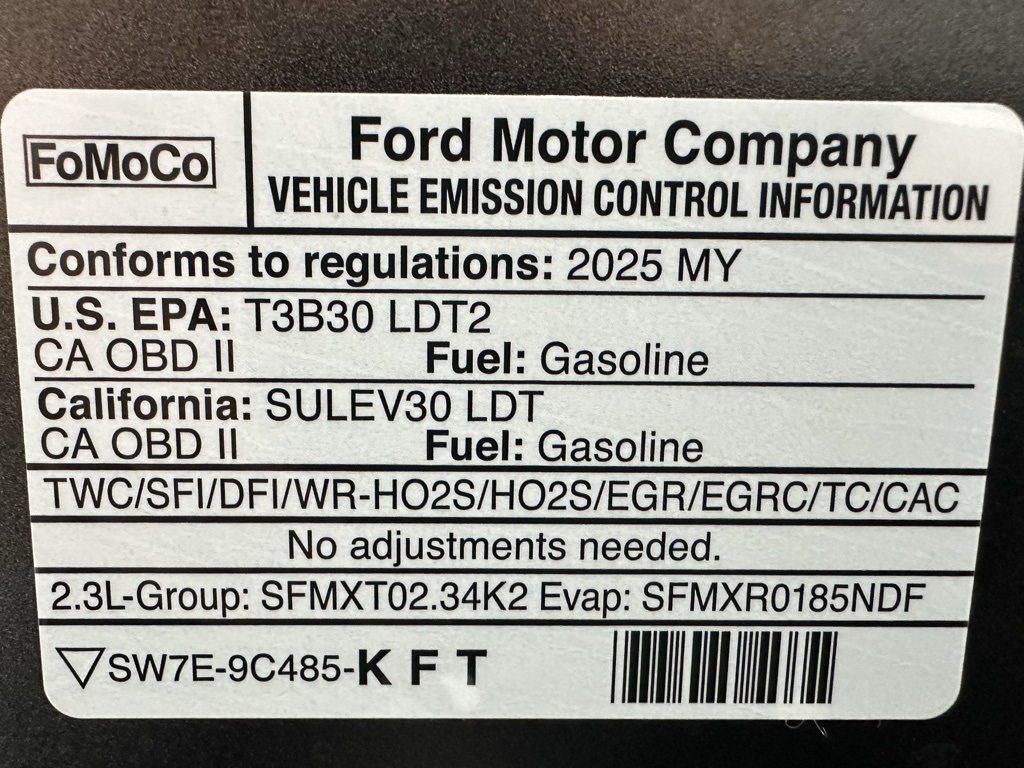 FoMoCo
Ford Motor Company
VEHICLE EMISSION CONTROL INFORMATION
Conforms to regulations: 2025 MY
U.S. EPA: T3B30 LDT2
CA OBD II Fuel: Gasoline
California: SULEV30 LDT
CA OBD II Fuel: Gasoline
TWC/SFI/DFI/WR-HO2S/HO2S/EGR/EGRC/TC/CAC
No adjustments needed.
2.3L-Group: SFMXT02.34K2 Evap: SFMXR0185NDF
SW7E-9C485-K F T